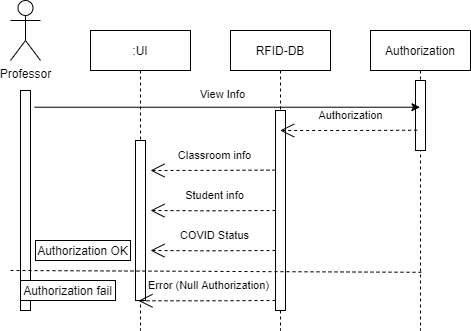 :UI
RFID-DB
Authorization
Professor
View Info
Authorization
Classroom info
Student info
COVID Status
Authorization OK
Authorization fail
Error (Null Authorization)